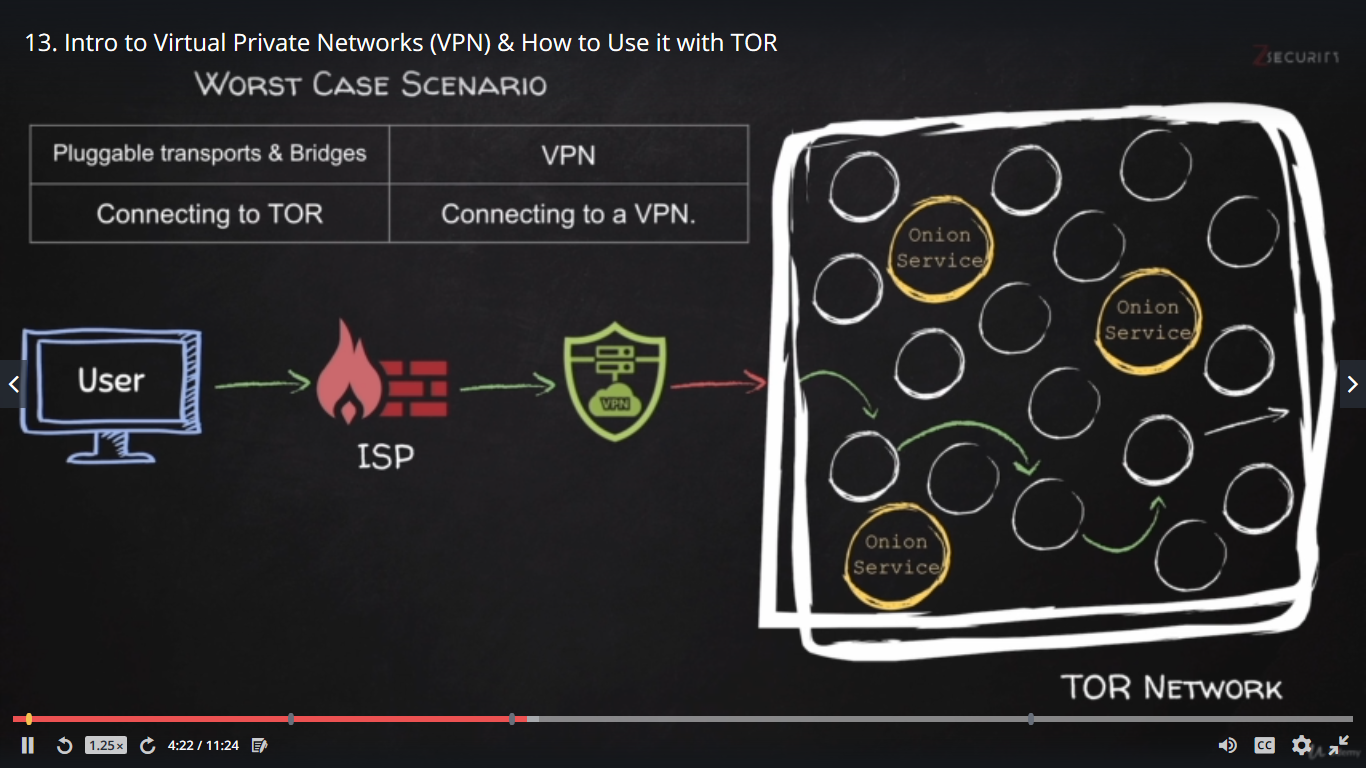 13. Intro to Virtual Private Networks (VPN) & How to Use it with TOR
ZSECURITY
WORST CASE SCENARIO
Pluggable transports & Bridges
VPN
Connecting to TOR
Connecting to a VPN.
Onion
Service
Onion
Service
User
VPN
ISP
Onion
Service
TOR NETWORK
1.25x
4:22 / 11:24
CC